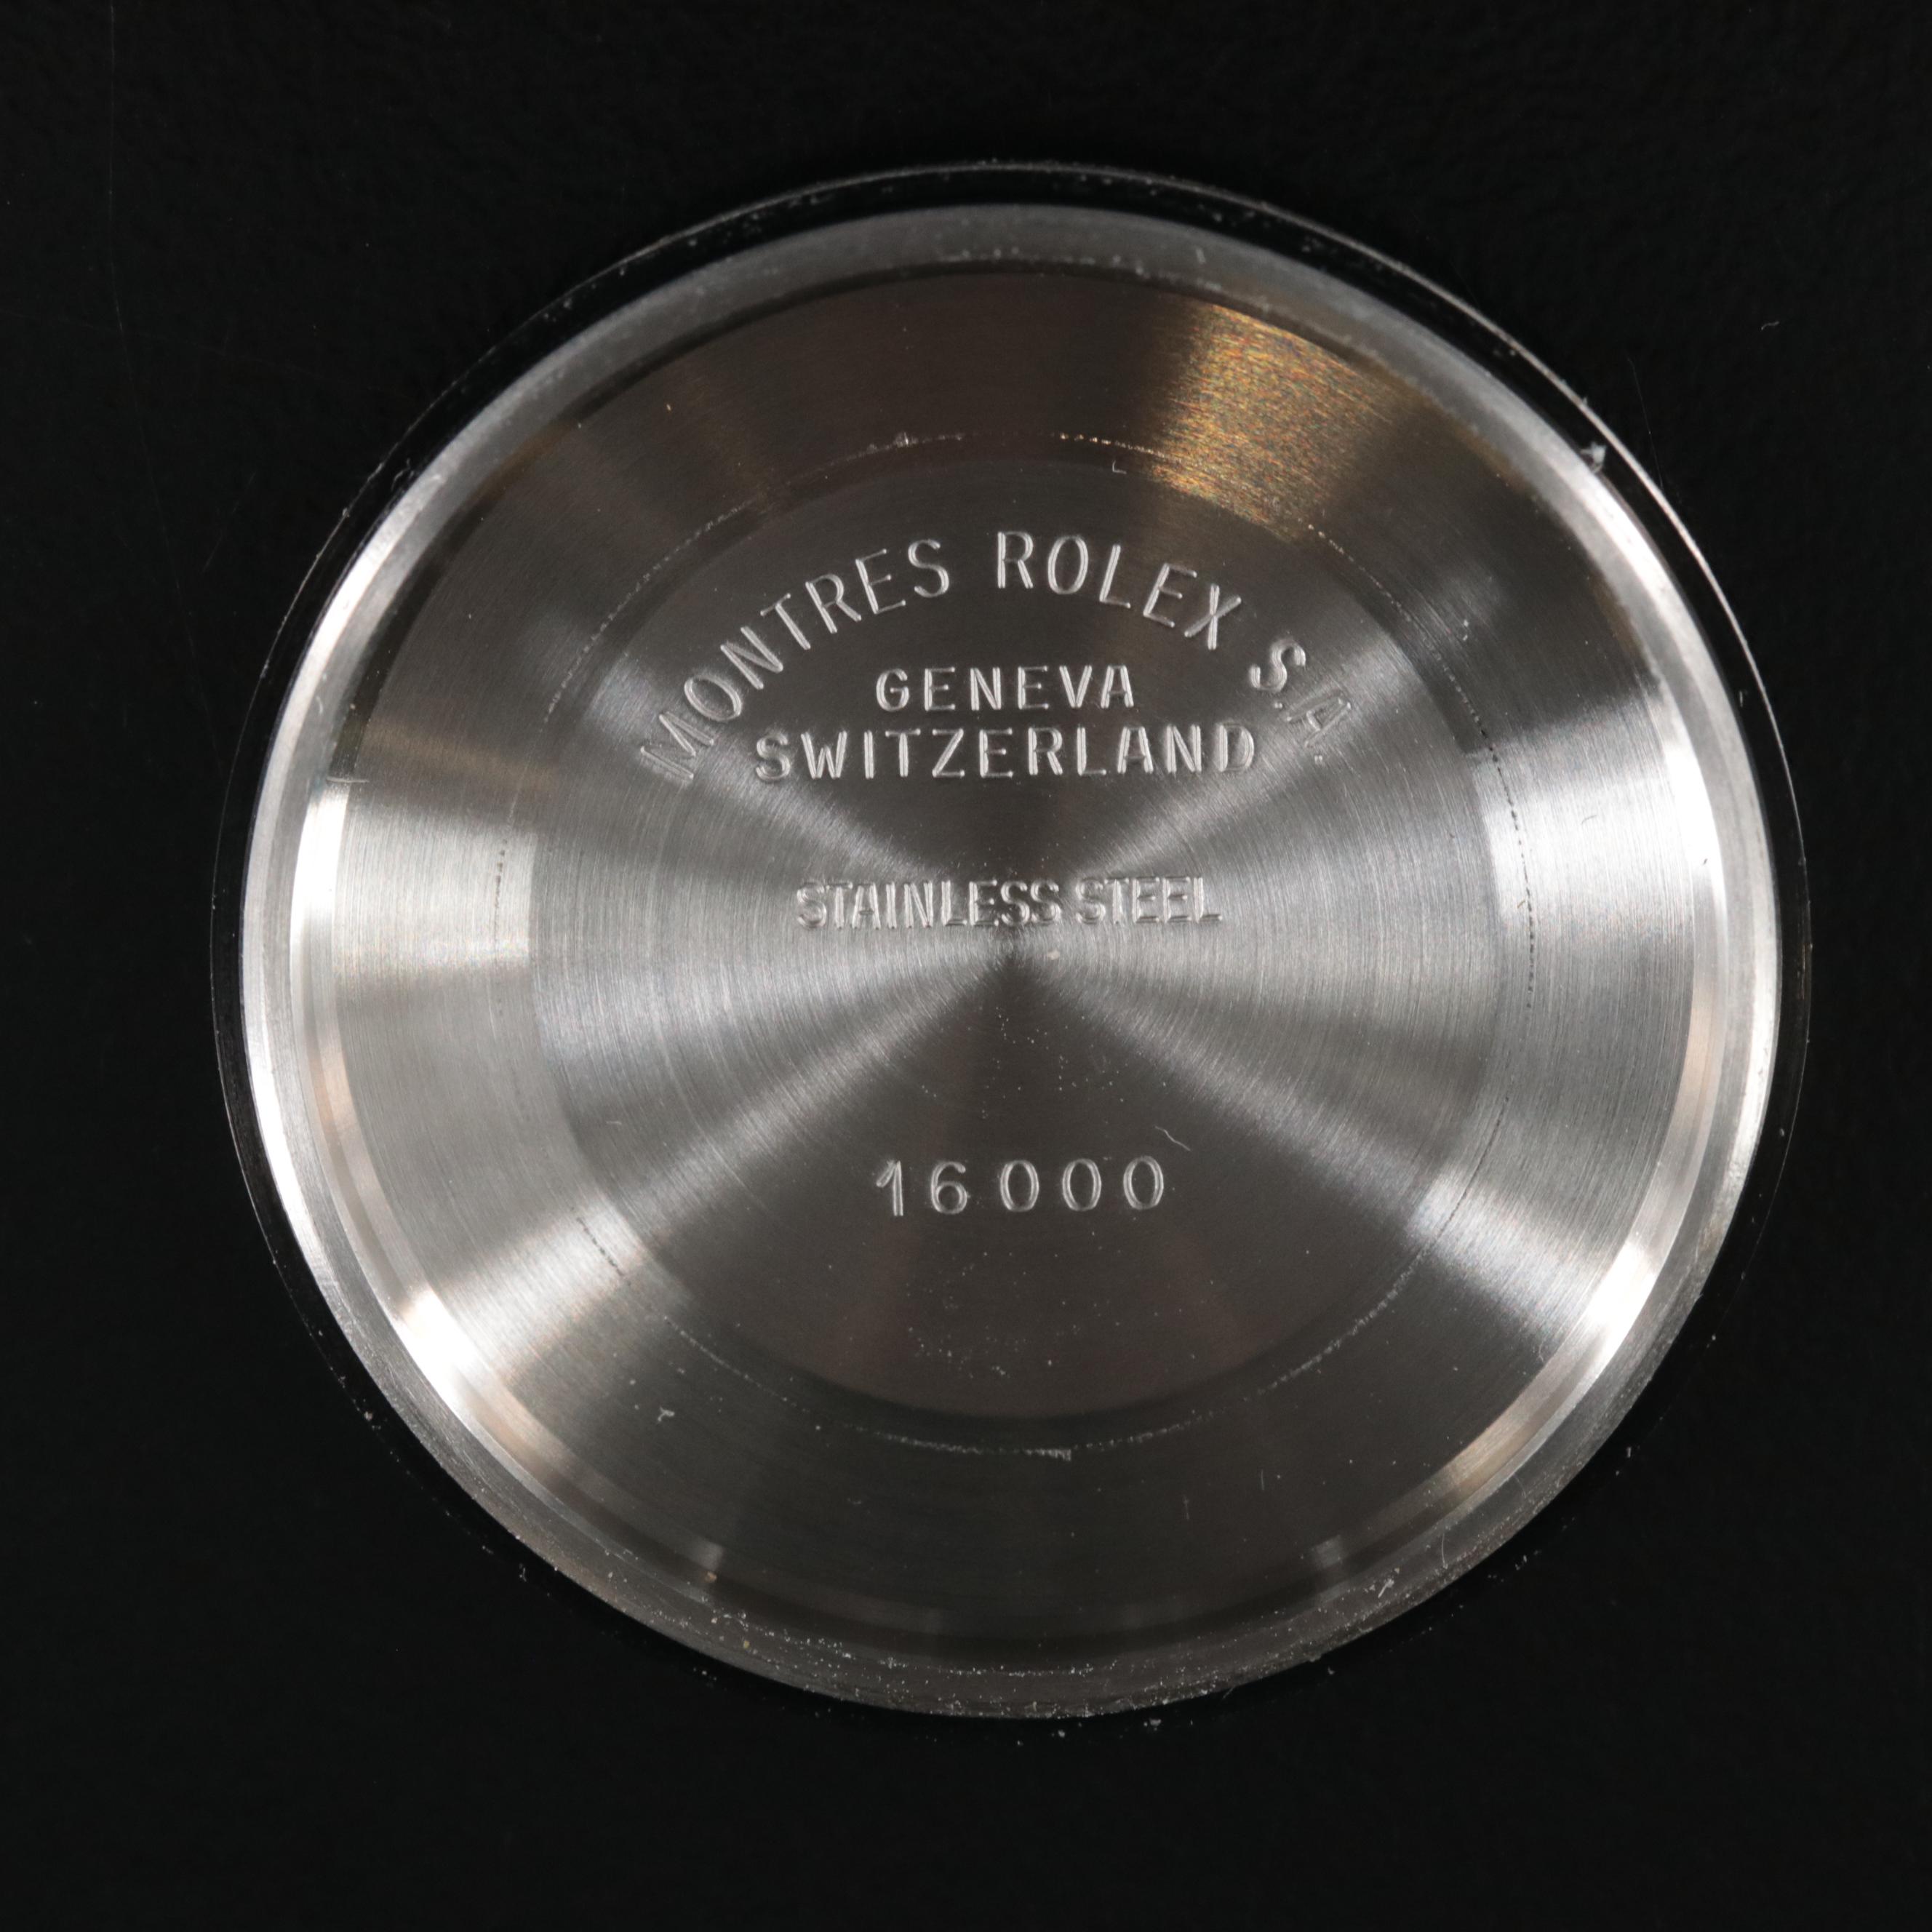 MONTRES ROLEX S.A.
GENEVA
SWITZERLAND
STAINLESS STEEL
16000